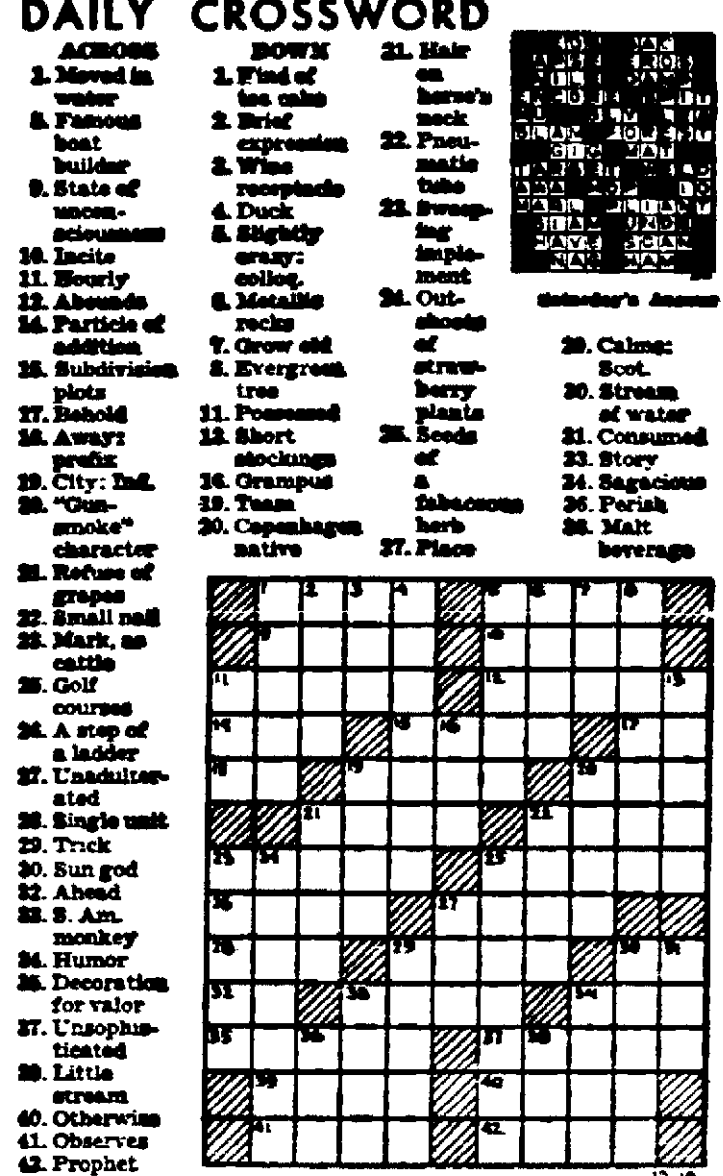 DAILY CROSSWORD
ACROSS
1. Moved in
water
5. Famous
boat
builder
9. State of
uncon-
sciousness
10. Incite
11. Hourly
12. Abounds
14. Particle of
addition
15. Subdivision
plots
17. Behold
18. Away:
prefix
19. City: Ind.
20. "Gun-
smoke"
character
21. Refuse of
grapes
22. Small nail
23. Mark, as
cattle
25. Golf
courses
26. A step of
a ladder
27. Unadulter-
ated
28. Single unit
29. Trick
30. Sun god
32. Ahead
33. S. Am.
monkey
34. Humor
35. Decoration
for valor
37. Unsophis-
ticated
39. Little
stream
40. Otherwise
41. Observes
42. Prophet
DOWN
1. Kind of
tea cake
2. Brief
expression
3. Wine
receptacle
4. Duck
5. Slightly
crazy:
colloq.
6. Metallic
rocks
7. Grow old
8. Evergreen
tree
11. Possessed
13. Short
stockings
16. Grampus
19. Team
20. Copenhagen
native
21. Hair
on
horse's
neck
22. Pneu-
matic
tube
23. Sweep-
ing
imple-
ment
24. Out-
shoots
of
straw-
berry
plants
25. Seeds
of
a
fabaceous
herb
27. Place
Saturday's Answer
29. Calms:
Scot.
30. Stream
of water
31. Consumed
33. Story
34. Sagacious
36. Perish
38. Malt
beverage